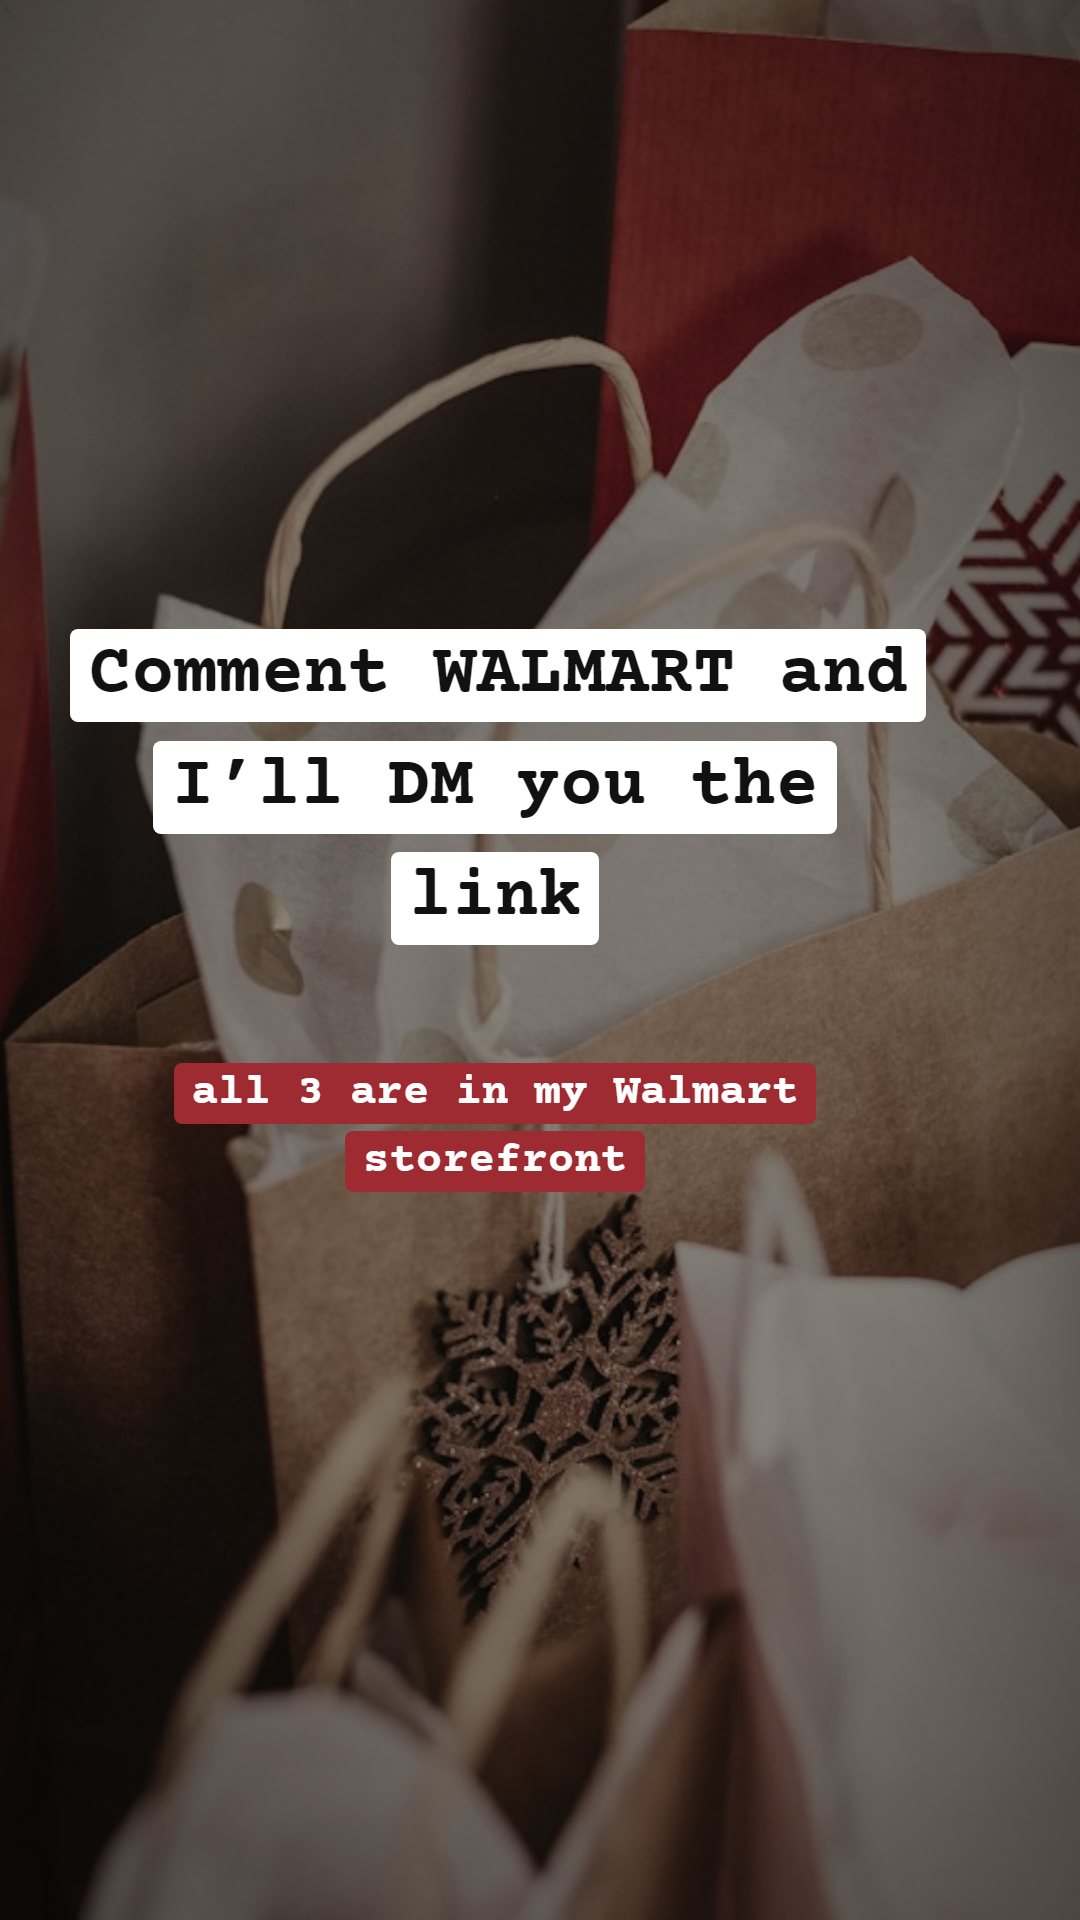 Comment WALMART and
I’ll DM you the
link
all 3 are in my Walmart
storefront